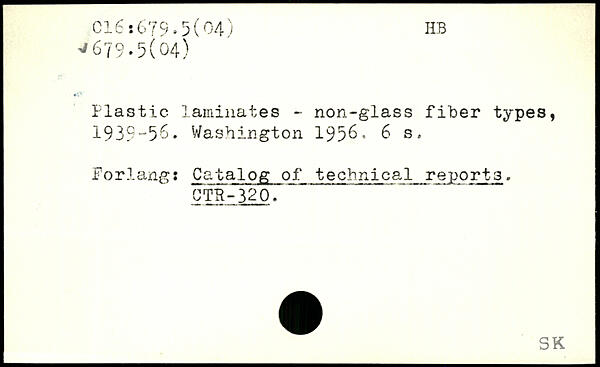 C16:679.5(04) HB
✓679.5(04)
Plastic laminates - non-glass fiber types,
1939-56. Washington 1956. 6 s.
Forlang: Catalog of technical reports.
CTR-320.
SK